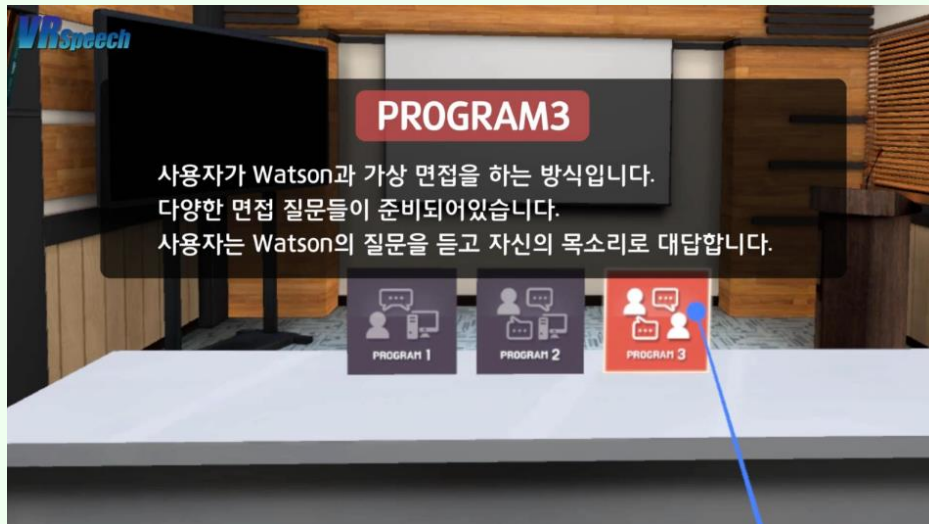 VRSpeech
PROGRAM3
사용자가 Watson과 가상 면접을 하는 방식입니다.
다양한 면접 질문들이 준비되어있습니다.
사용자는 Watson의 질문을 듣고 자신의 목소리로 대답합니다.
PROGRAM 1
PROGRAM 2
PROGRAM 3